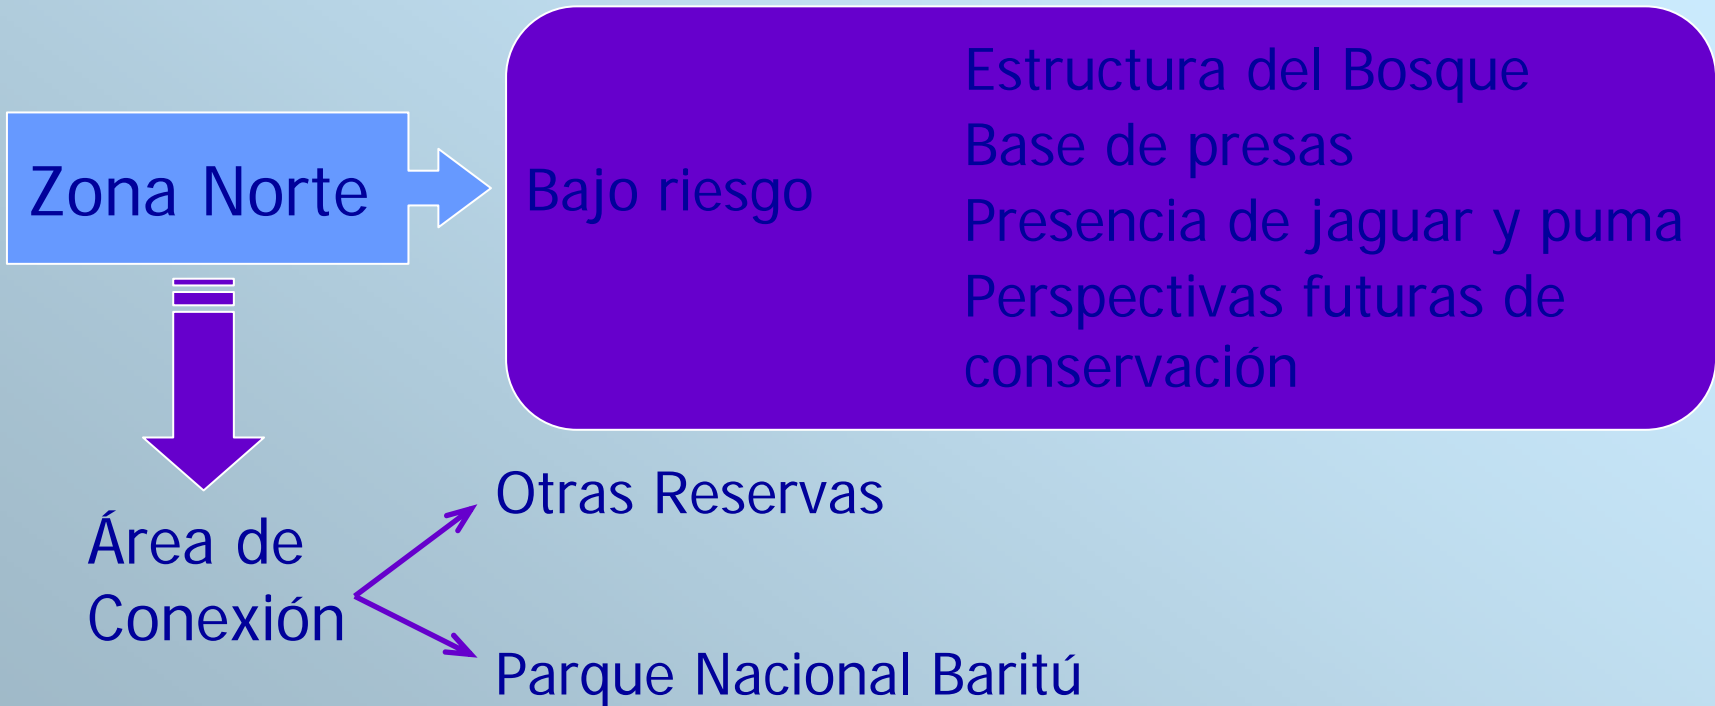 Zona Norte
Bajo riesgo
Estructura del Bosque
Base de presas
Presencia de jaguar y puma
Perspectivas futuras de
conservación
Área de
Conexión
Otras Reservas
Parque Nacional Baritú